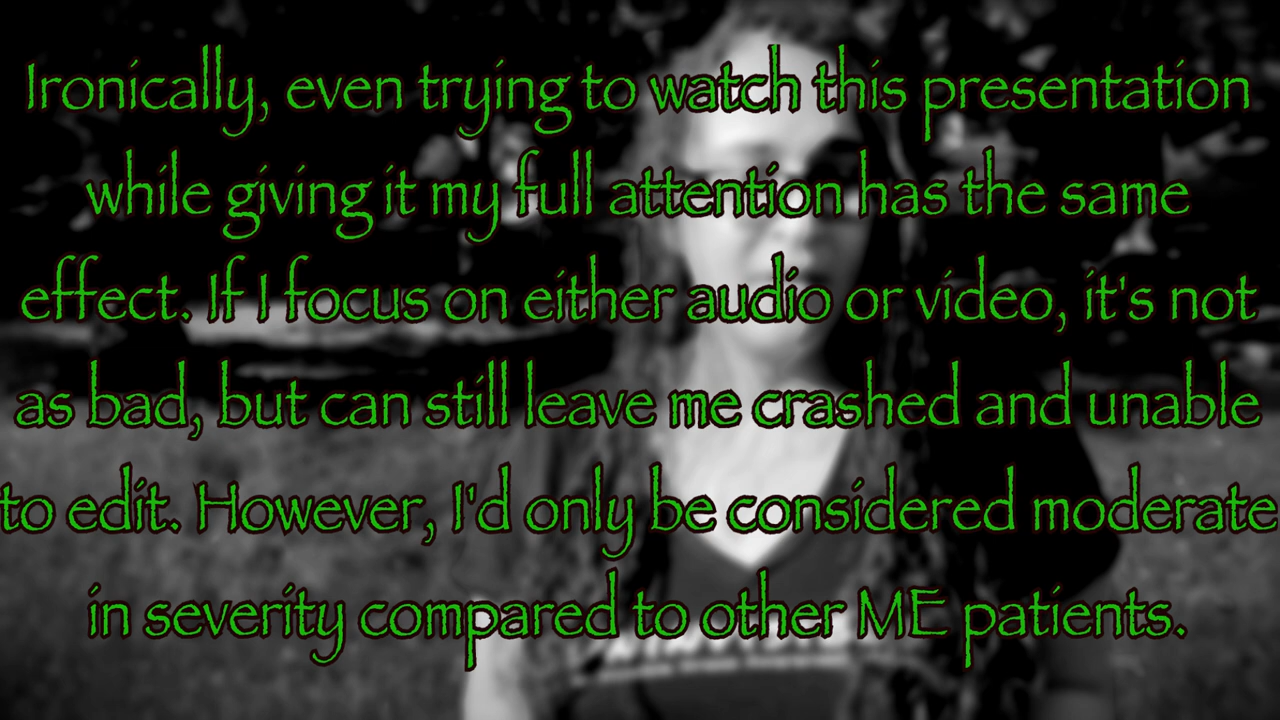 Ironically, even trying to watch this presentation
while giving it my full attention has the same
effect. If I focus on either audio or video, it's not
as bad, but can still leave me crashed and unable
to edit. However, I'd only be considered moderate
in severity compared to other ME patients.